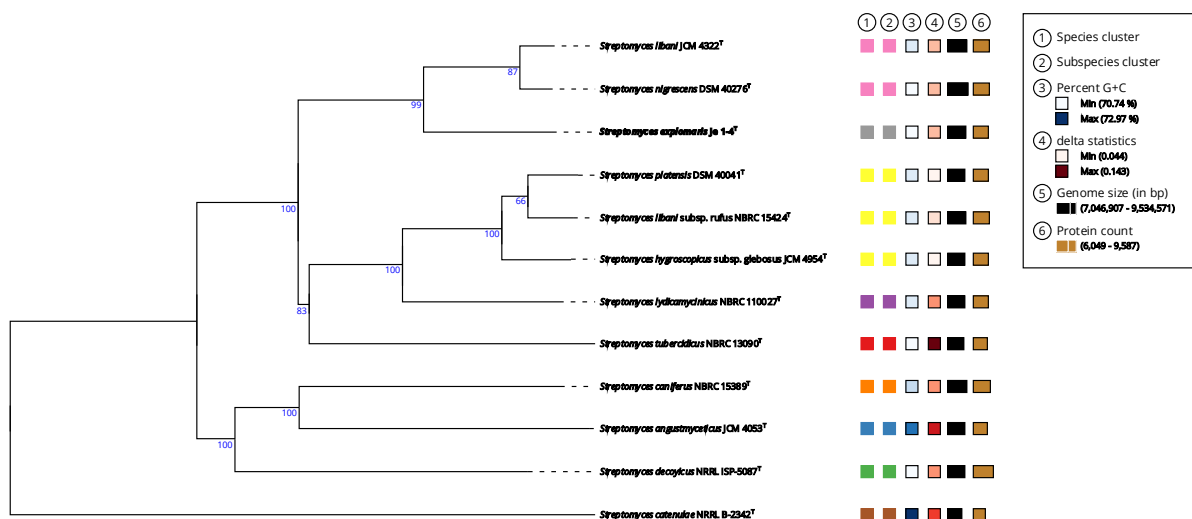 1 2 3 4 5 6
Streptomyces libani JCM 4322T
87
Streptomyces nigrescens DSM 40276T
99
Streptomyces explomaris Je 1-4T
Streptomyces platensis DSM 40041T
66
100
Streptomyces libani subsp. rufus NBRC 15424T
100
Streptomyces hygroscopicus subsp. glebosus JCM 4954T
100
Streptomyces lydicamycinicus NBRC 110027T
83
Streptomyces tubercidicus NBRC 13090T
Streptomyces caniferus NBRC 15389T
100
Streptomyces angustmyceticus JCM 4053T
100
Streptomyces decoyicus NRRL ISP-5087T
Streptomyces catenulae NRRL B-2342T
1 Species cluster
2 Subspecies cluster
3 Percent G+C
Min (70.74 %)
Max (72.97 %)
4 delta statistics
Min (0.044)
Max (0.143)
5 Genome size (in bp)
(7,046,907 - 9,534,571)
6 Protein count
(6,049 - 9,587)